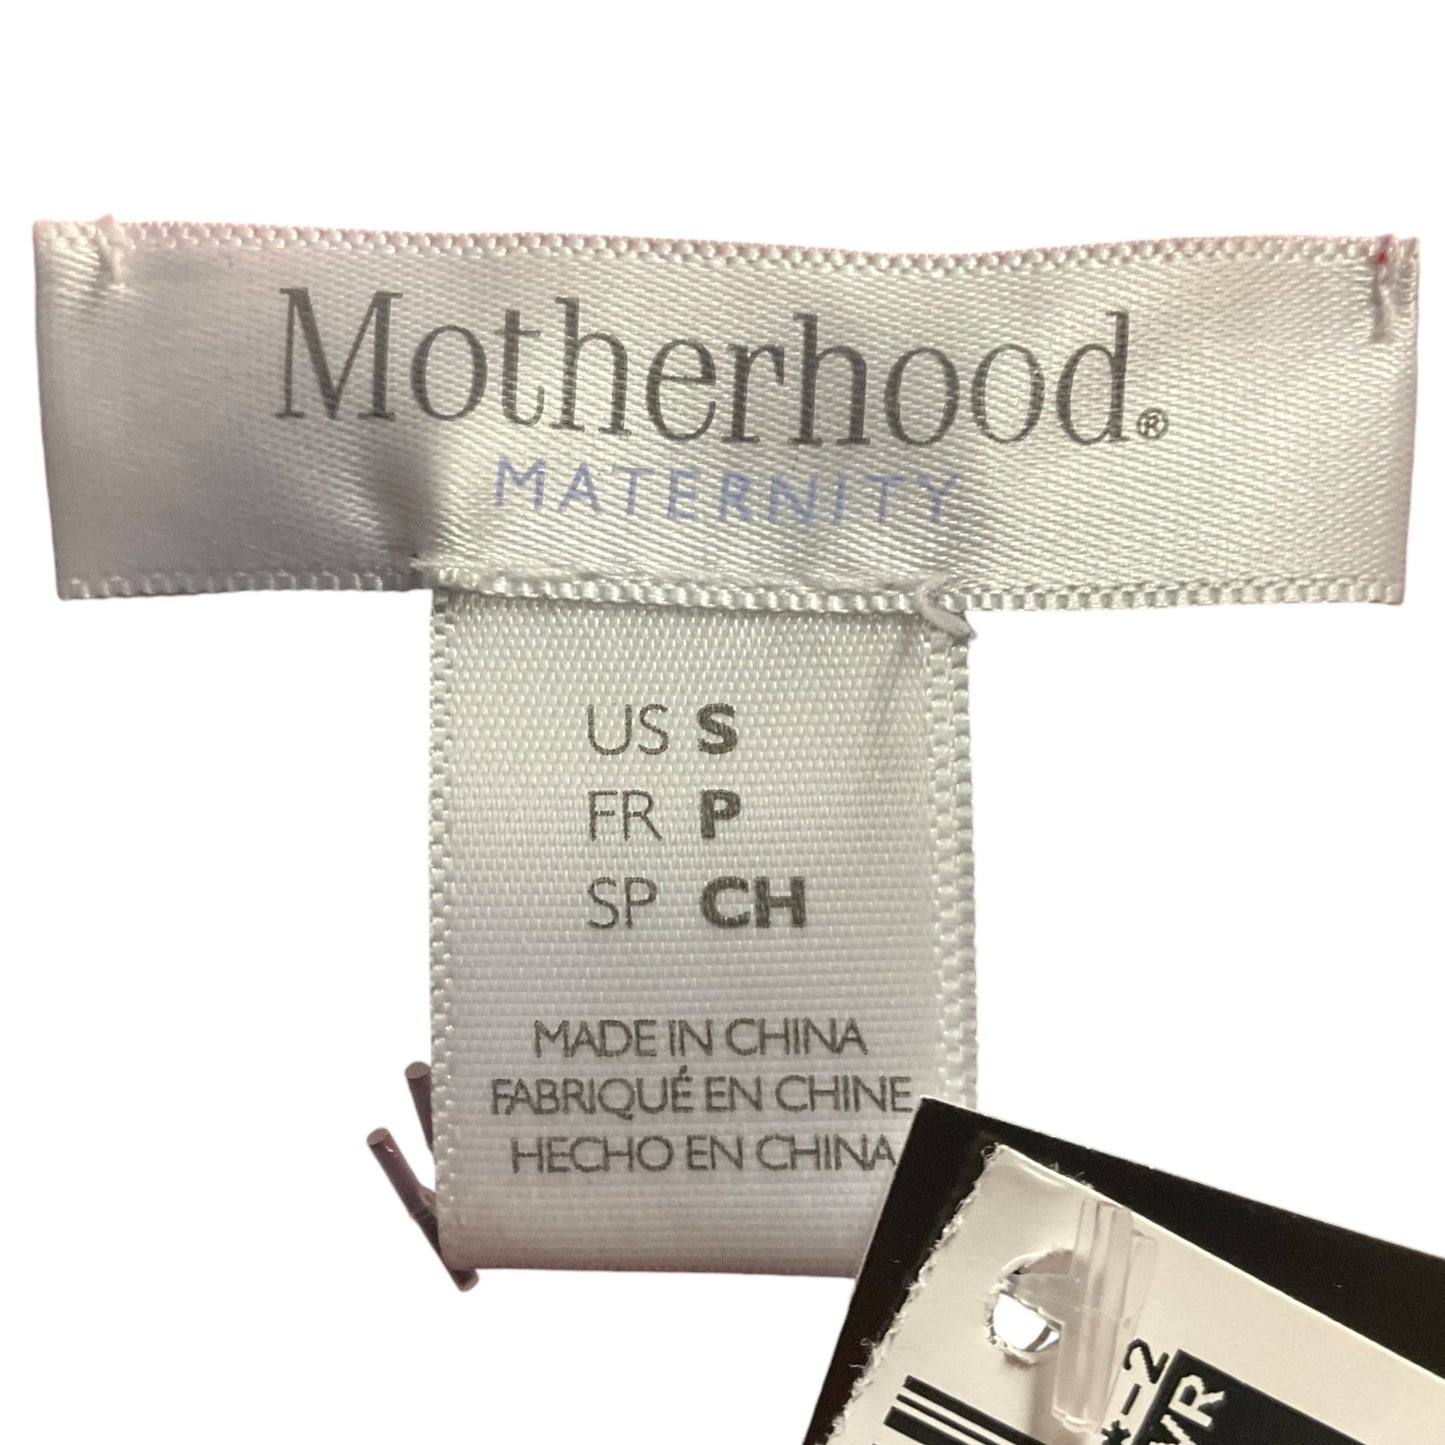 Motherhood®
MATERNITY
US S
FR P
SP CH
MADE IN CHINA
FABRIQUÉ EN CHINE
HECHO EN CHINA